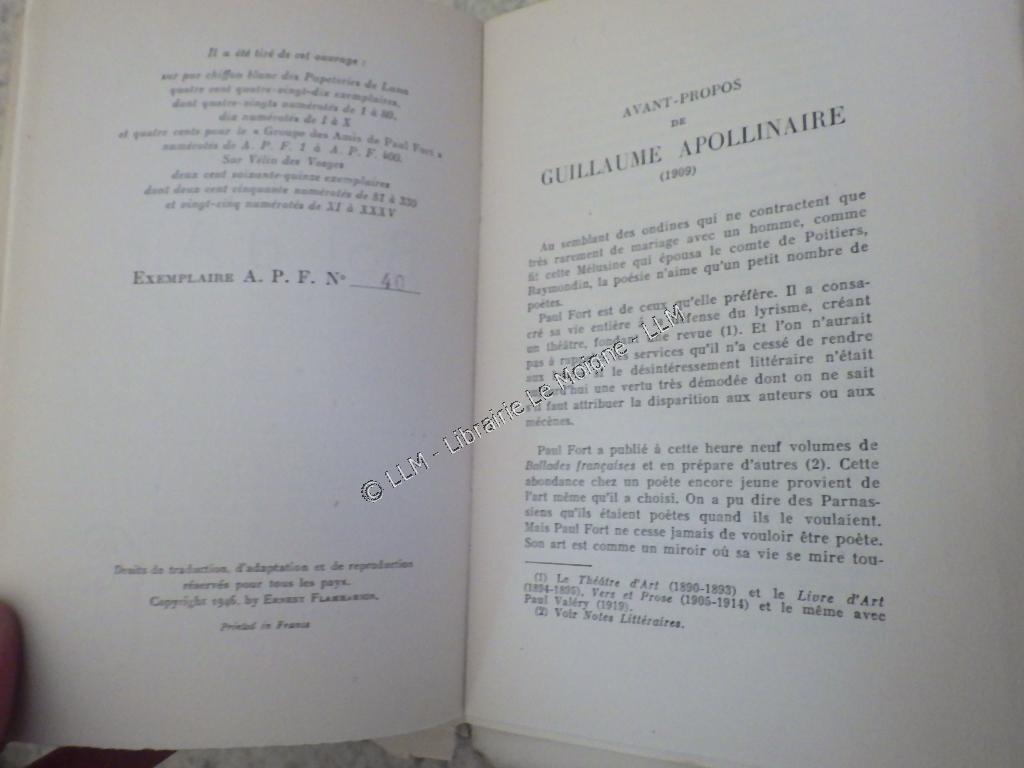 Il a été tiré de cet ouvrage :
sur pur chiffon blanc des Papeteries de Lana
quatre cent quatre-vingt-dix exemplaires,
dont quatre-vingts numérotés de 1 à 80,
dix numérotés de I à X
et quatre cents pour le « Groupe des Amis de Paul Fort »
numérotés de A. P. F. 1 à A. P. F. 400.
Sur Vélin des Vosges
deux cent soixante-quinze exemplaires
dont deux cent cinquante numérotés de 81 à 330
et vingt-cinq numérotés de XI à XXXV
EXEMPLAIRE A. P. F. N° 40
Droits de traduction, d'adaptation et de reproduction
réservés pour tous les pays.
Copyright 1946, by ERNEST FLAMMARION.
Printed in France
AVANT-PROPOS
DE
GUILLAUME APOLLINAIRE
(1909)
Au semblant des ondines qui ne contractent que
très rarement de mariage avec un homme, comme
fit cette Mélusine qui épousa le comte de Poitiers,
Raymondin, la poésie n'aime qu'un petit nombre de
poètes.
Paul Fort est de ceux qu'elle préfère. Il a consa-
cré sa vie entière à la défense du lyrisme, créant
un théâtre, fondant une revue (1). Et l'on n'aurait
pas à les services qu'il n'a cessé de rendre
aux le désintéressement littéraire n'était
une vertu très démodée dont on ne sait
s'il faut attribuer la disparition aux auteurs ou aux
mécènes.
Paul Fort a publié à cette heure neuf volumes de
Ballades françaises et en prépare d'autres (2). Cette
abondance chez un poète encore jeune provient de
l'art même qu'il a choisi. On a pu dire des Parnas-
siens qu'ils étaient poètes quand ils le voulaient.
Mais Paul Fort ne cesse jamais de vouloir être poète.
Son art est comme un miroir où sa vie se mire tou-
(1) Le Théâtre d'Art (1890-1893) et le Livre d'Art
(1894-1895), Vers et Prose (1905-1914) et le même avec
Paul Valéry (1919).
(2) Voir Notes Littéraires.
© LLM - Librairie Le Moigne - LLM